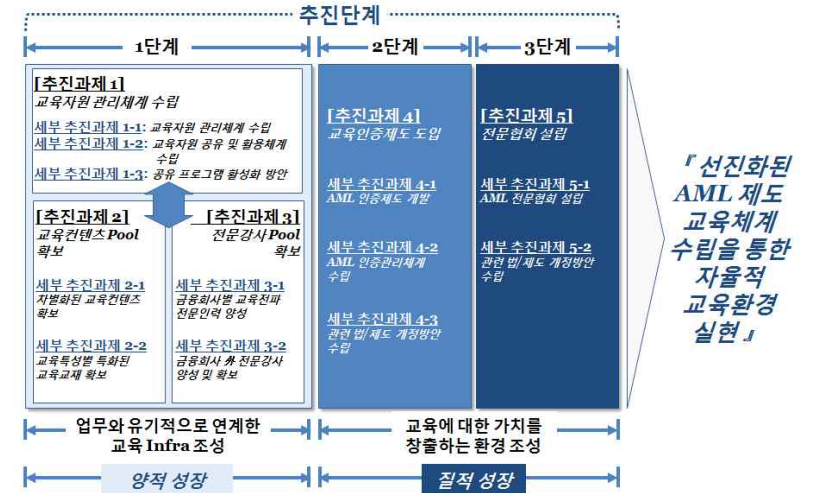 추진단계
1단계
2단계
3단계
[추진과제 1]
교육자원 관리체계 수립
세부 추진과제 1-1: 교육자원 관리체계 수립
세부 추진과제 1-2: 교육자원 공유 및 활용체계
수립
세부 추진과제 1-3: 공유 프로그램 활성화 방안
[추진과제 2]
교육컨텐츠 Pool
확보
세부 추진과제 2-1
차별화된 교육컨텐츠
확보
세부 추진과제 2-2
교육특성별 특화된
교육교재 확보
[추진과제 3]
전문강사 Pool
확보
세부 추진과제 3-1
금융회사별 교육전파
전문인력 양성
세부 추진과제 3-2
금융회사 外 전문강사
양성 및 확보
[추진과제 4]
교육인증제도 도입
세부 추진과제 4-1
AML 인증제도 개발
세부 추진과제 4-2
AML 인증관리체계
수립
세부 추진과제 4-3
관련 법/제도 개정방안
수립
[추진과제 5]
전문협회 설립
세부 추진과제 5-1
AML 전문협회 설립
세부 추진과제 5-2
관련 법/제도 개정방안
수립
『 선진화된
AML 제도
교육체계
수립을 통한
자율적
교육환경
실현 』
업무와 유기적으로 연계한
교육 Infra 조성
교육에 대한 가치를
창출하는 환경 조성
양적 성장
질적 성장